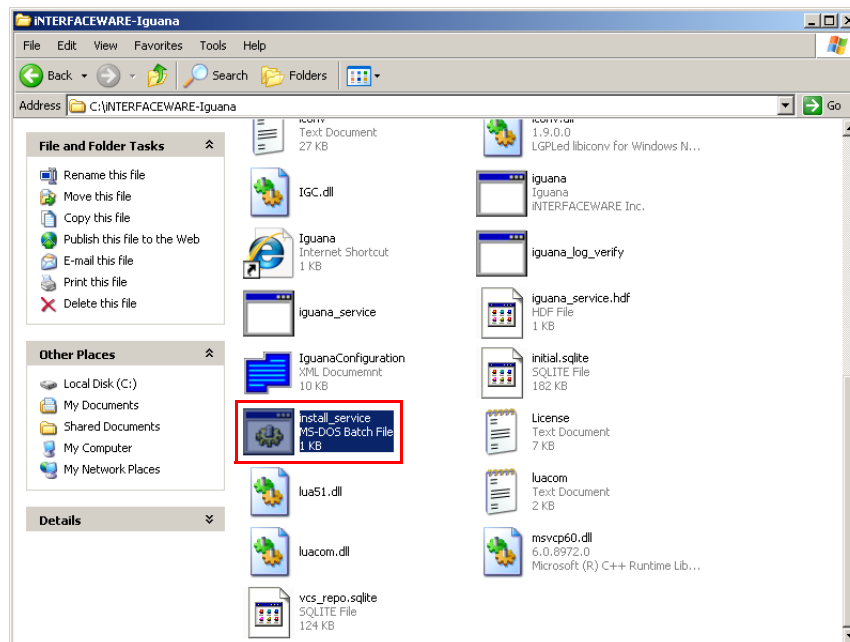 iNTERFACEWARE-Iguana
File Edit View Favorites Tools Help
Back Search Folders
Address C:\iNTERFACEWARE-Iguana Go
File and Folder Tasks
Rename this file
Move this file
Copy this file
Publish this file to the Web
E-mail this file
Print this file
Delete this file
Other Places
Local Disk (C:)
My Documents
Shared Documents
My Computer
My Network Places
Details
iconv
Text Document
27 KB
iconv.dll
1.9.0.0
LGPLed libiconv for Windows N...
IGC.dll
iguana
Iguana
iNTERFACEWARE Inc.
Iguana
Internet Shortcut
1 KB
iguana_log_verify
iguana_service
iguana_service.hdf
HDF File
1 KB
IguanaConfiguration
XML Documemnt
10 KB
initial.sqlite
SQLITE File
182 KB
install_service
MS-DOS Batch File
1 KB
License
Text Document
7 KB
lua51.dll
luacom
Text Document
2 KB
luacom.dll
msvcp60.dll
6.0.8972.0
Microsoft (R) C++ Runtime Lib...
vcs_repo.sqlite
SQLITE File
124 KB